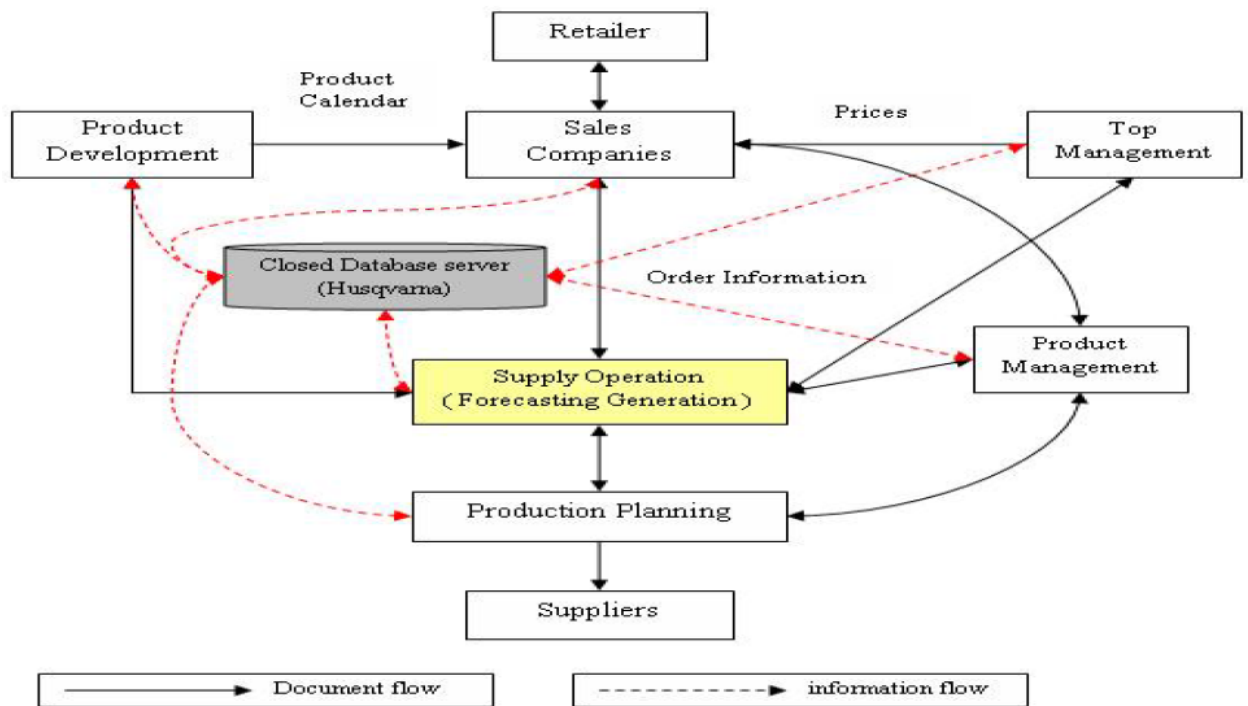 Retailer
Product
Calendar
Product
Development
Sales
Companies
Prices
Top
Management
Closed Database server
(Husqvarna)
Order Information
Product
Management
Supply Operation
( Forecasting Generation )
Production Planning
Suppliers
Document flow
information flow